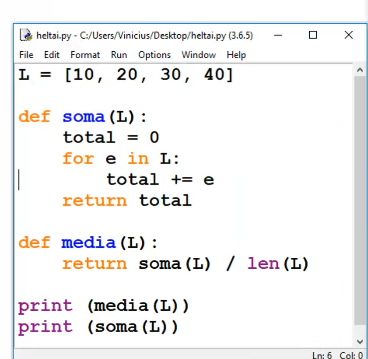 heltai.py - C:/Users/Vinicius/Desktop/heltai.py (3.6.5)
File Edit Format Run Options Window Help
L = [10, 20, 30, 40]
def soma(L):
    total = 0
    for e in L:
        total += e
    return total
def media(L):
    return soma(L) / len(L)
print (media(L))
print (soma(L))
Ln: 6 Col: 0